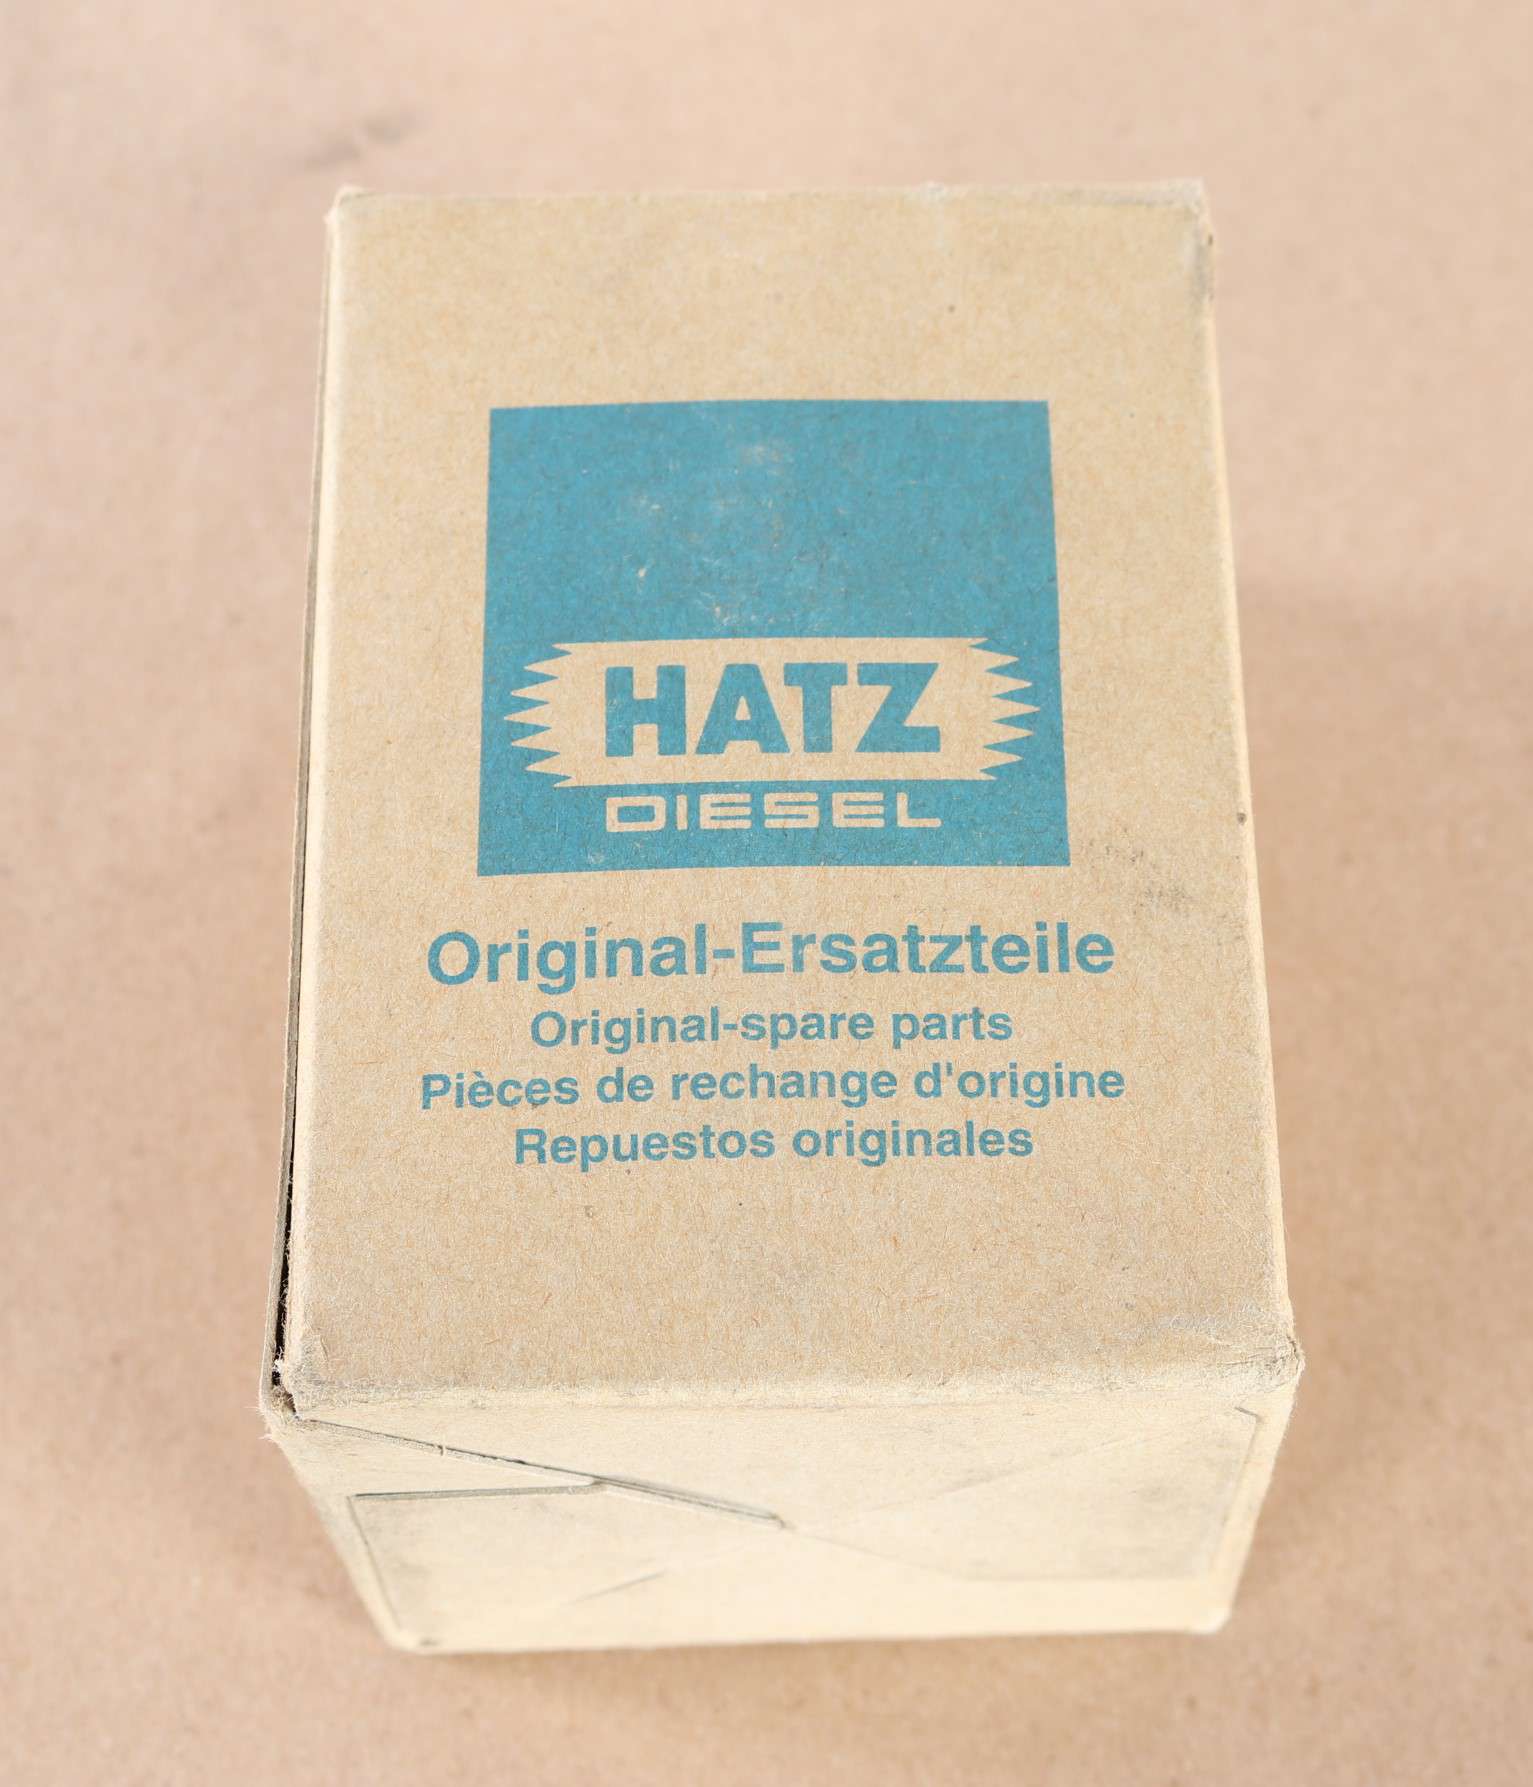 HATZ
DIESEL
Original-Ersatzteile
Original-spare parts
Pièces de rechange d'origine
Repuestos originales